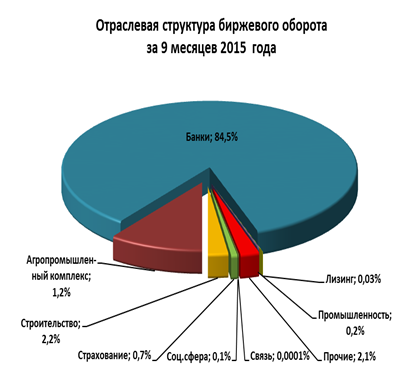 Отраслевая структура биржевого оборота
за 9 месяцев 2015 года
Банки; 84,5%
Агропромышлен-
ный комплекс;
1,2%
Лизинг; 0,03%
Промышленность;
0,2%
Строительство;
2,2%
Страхование; 0,7%
Соц.сфера; 0,1%
Связь; 0,0001%
Прочие; 2,1%